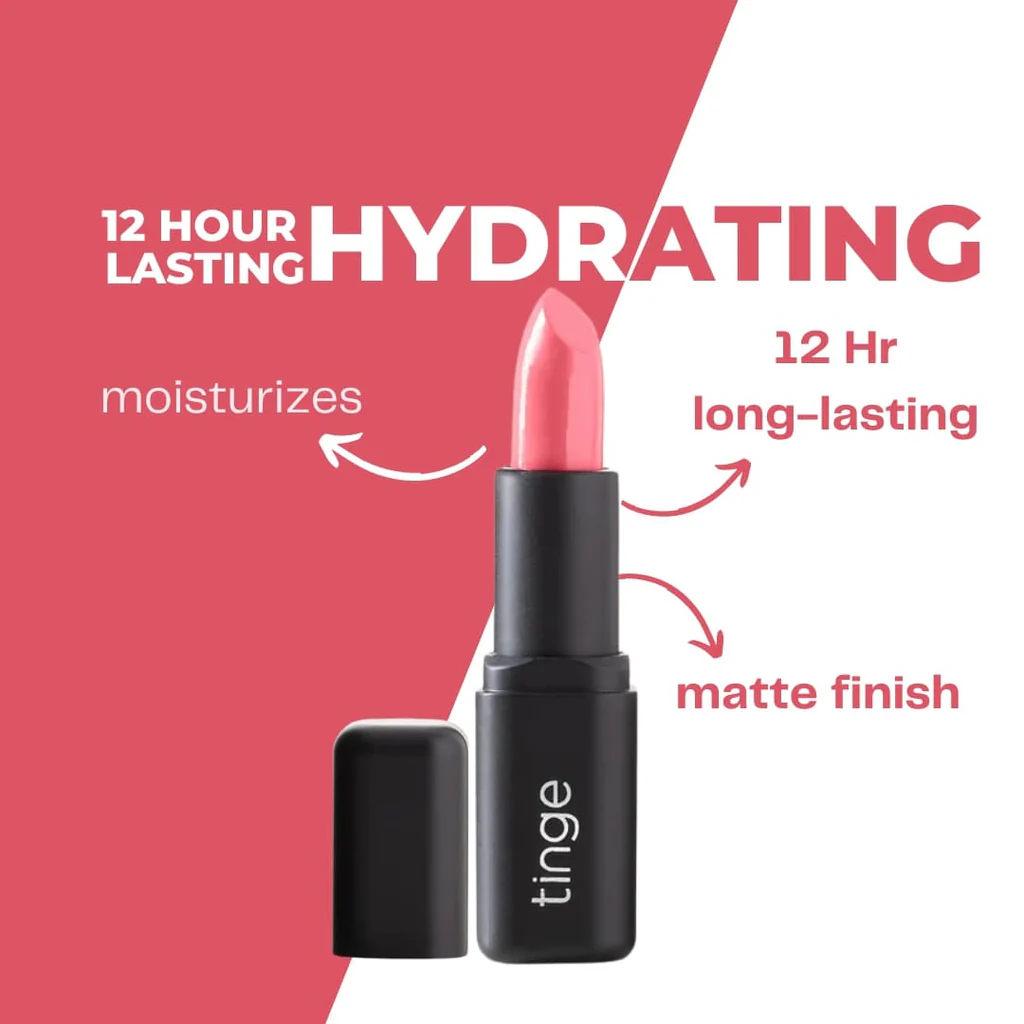 12 HOUR
LASTING
HYDRATING
moisturizes
12 Hr
long-lasting
matte finish
tinge